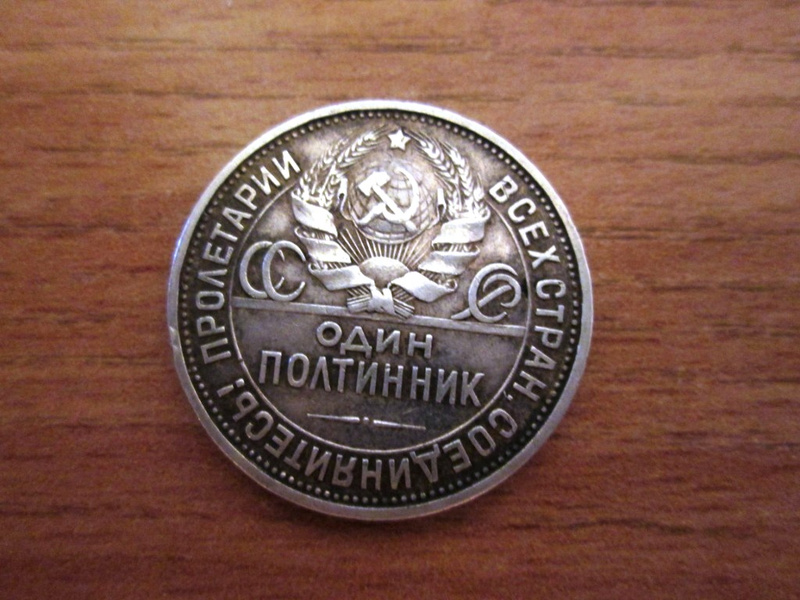 ПРОЛЕТАРИИ ВСЕХ СТРАН, СОЕДИНЯЙТЕСЬ!
СС СР
ОДИН
ПОЛТИННИК